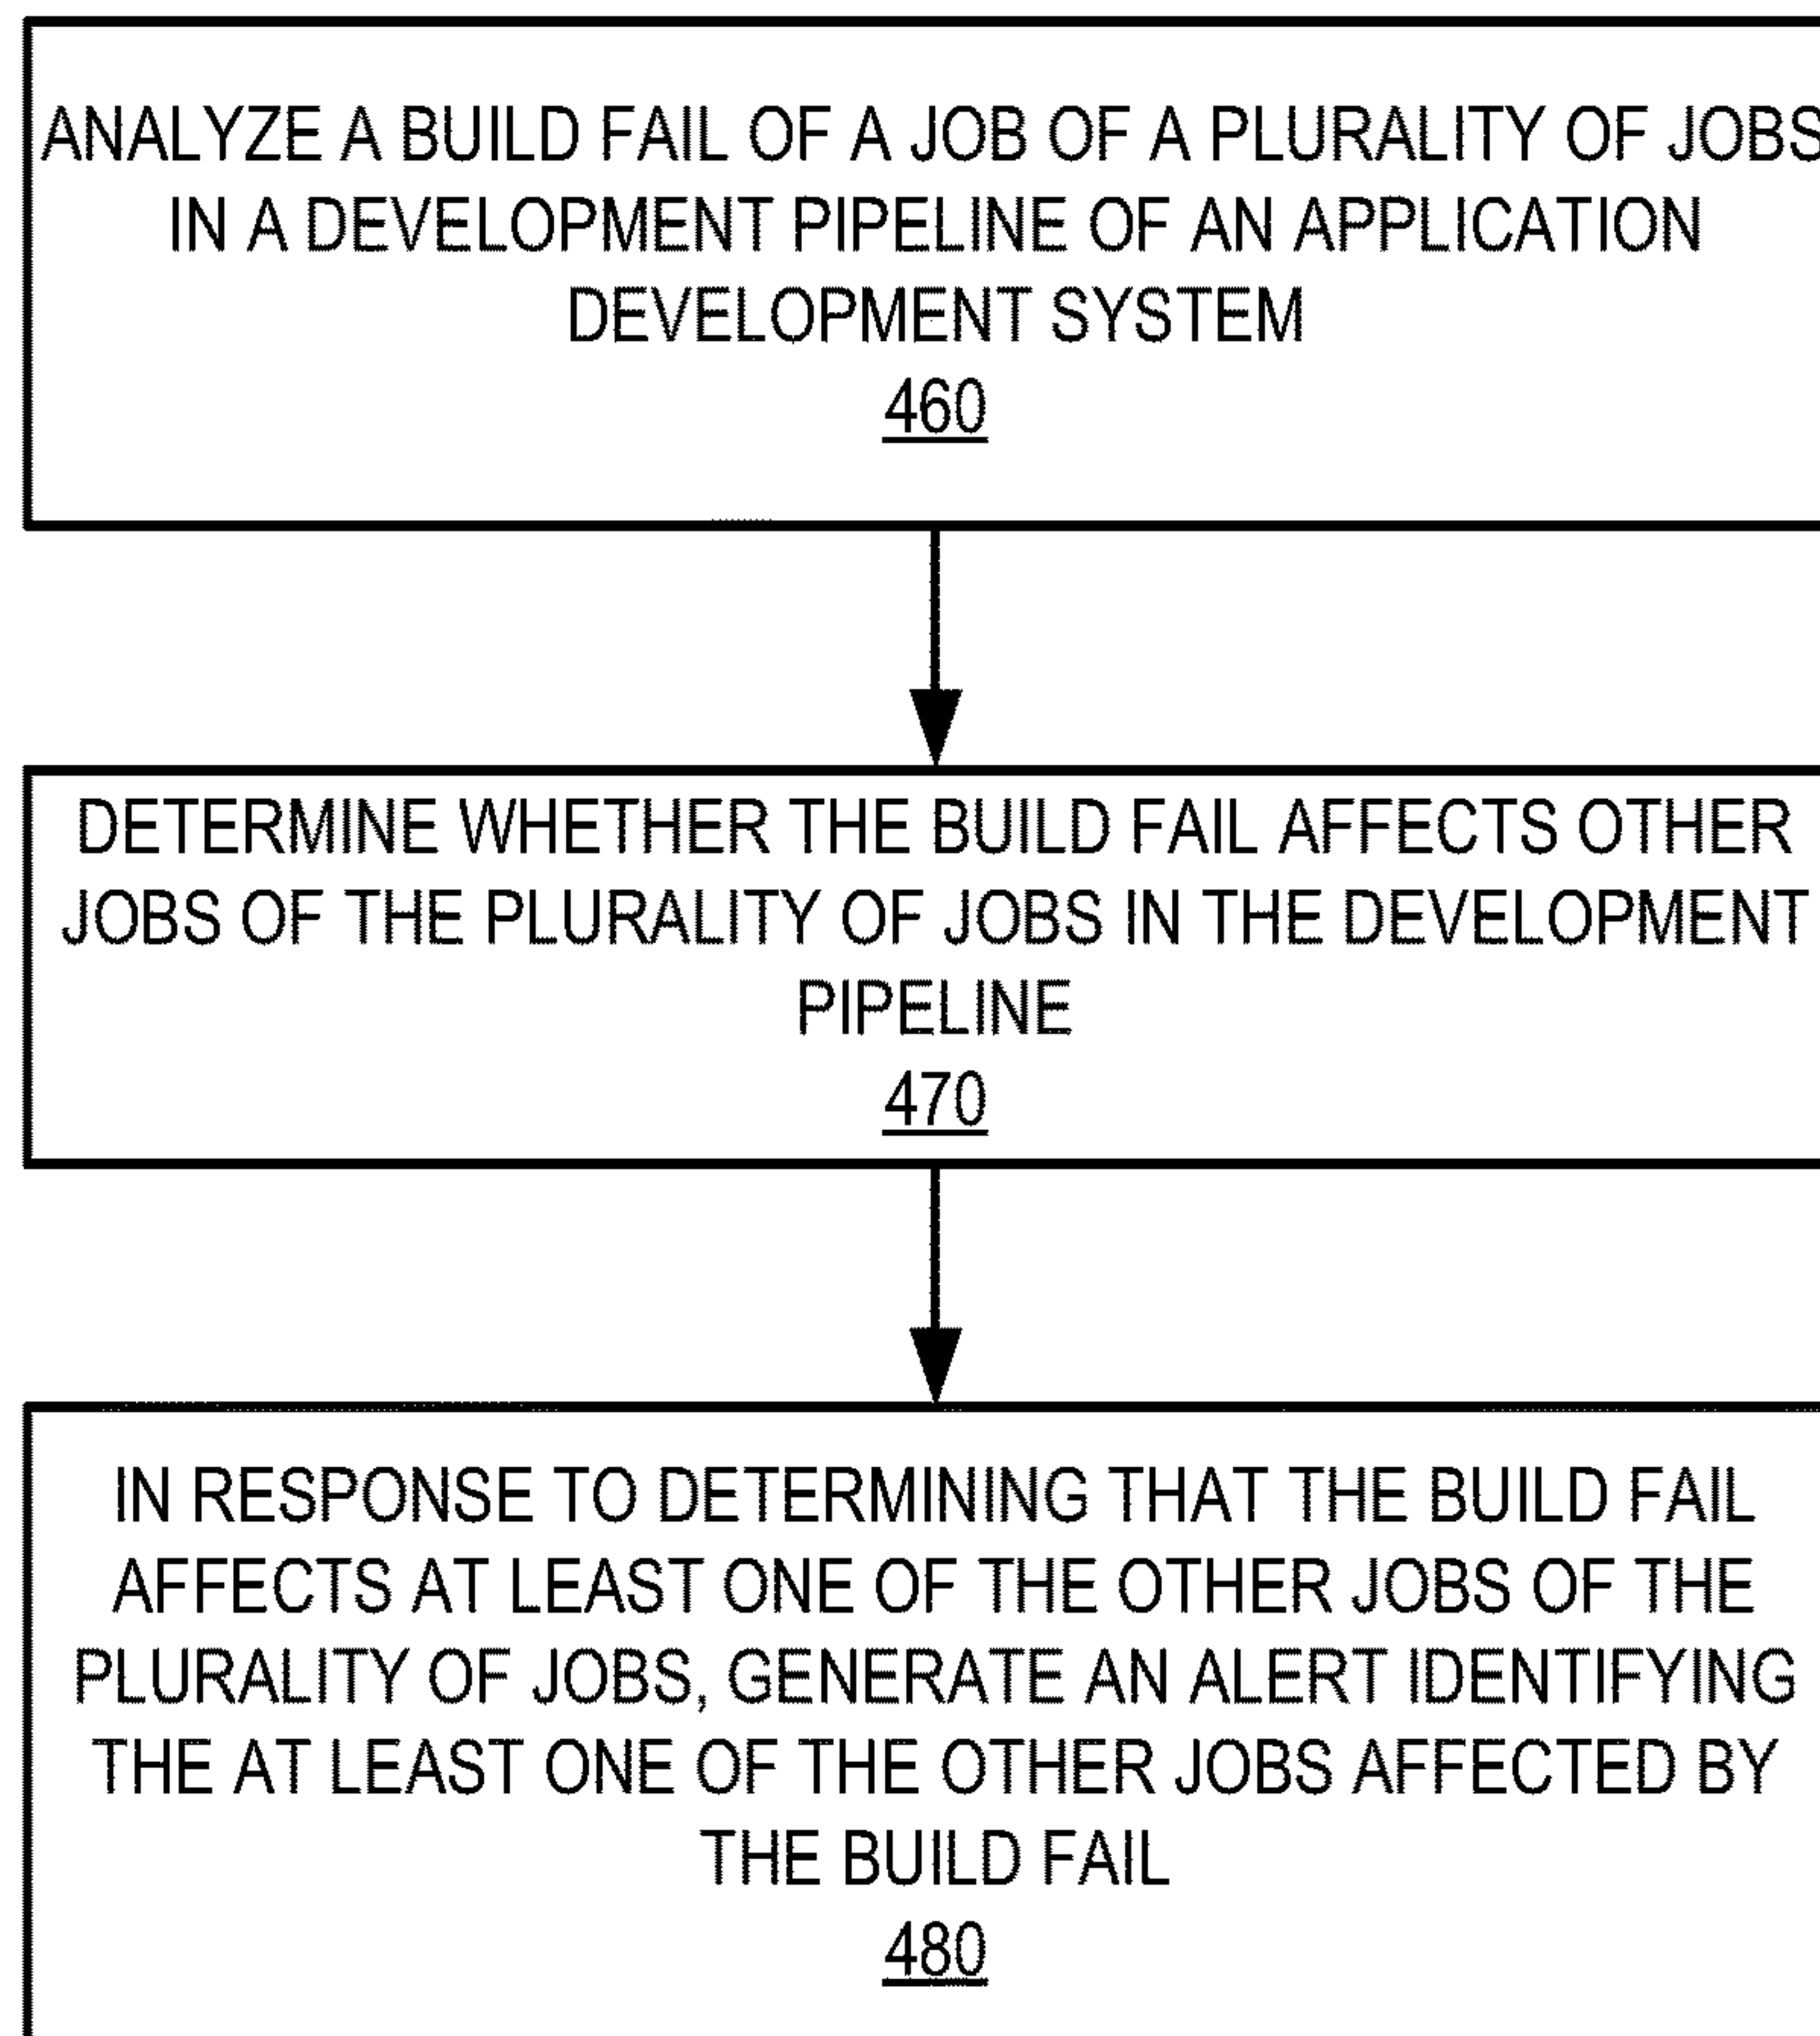 ANALYZE A BUILD FAIL OF A JOB OF A PLURALITY OF JOBS
IN A DEVELOPMENT PIPELINE OF AN APPLICATION
DEVELOPMENT SYSTEM
460
DETERMINE WHETHER THE BUILD FAIL AFFECTS OTHER
JOBS OF THE PLURALITY OF JOBS IN THE DEVELOPMENT
PIPELINE
470
IN RESPONSE TO DETERMINING THAT THE BUILD FAIL
AFFECTS AT LEAST ONE OF THE OTHER JOBS OF THE
PLURALITY OF JOBS, GENERATE AN ALERT IDENTIFYING
THE AT LEAST ONE OF THE OTHER JOBS AFFECTED BY
THE BUILD FAIL
480